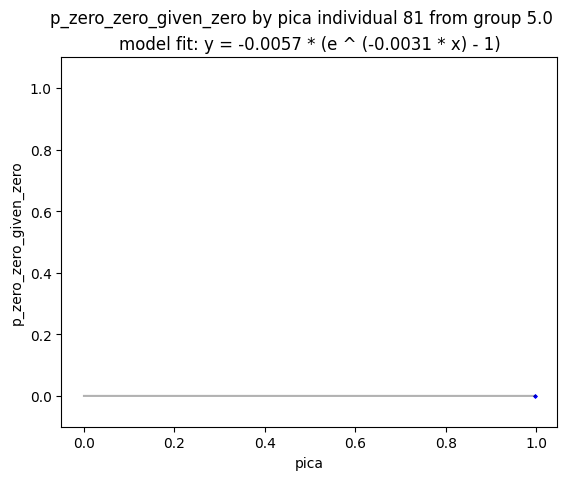 p_zero_zero_given_zero by pica individual 81 from group 5.0
model fit: y = -0.0057 * (e ^ (-0.0031 * x) - 1)
1.0
0.8
0.6
0.4
0.2
0.0
p_zero_zero_given_zero
0.0 0.2 0.4 0.6 0.8 1.0
pica